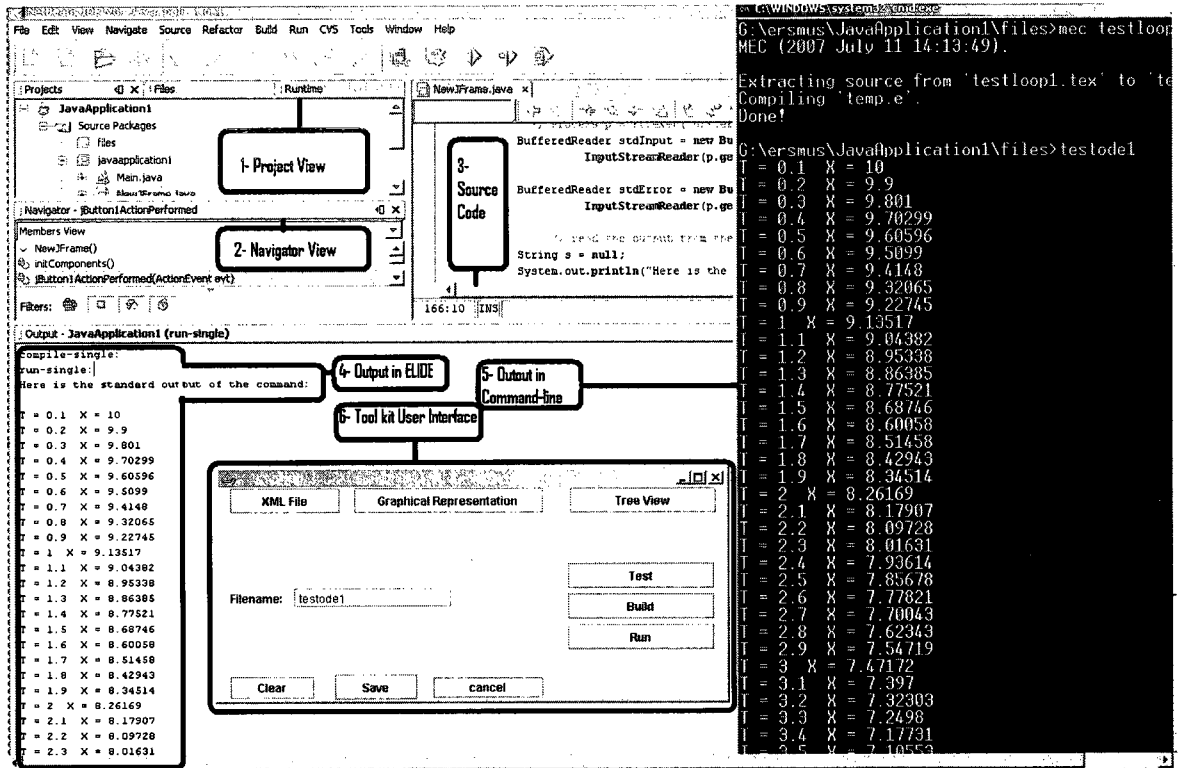 File Edit View Navigate Source Refactor Build Run CVS Tools Window Help
Projects
Files
Runtime
JavaApplication1
Source Packages
files
javaapplication1
Main.java
NewJFrame.java
1- Project View
Navigator - jButton1ActionPerformed
Members View
NewJFrame()
initComponents()
jButton1ActionPerformed(ActionEvent evt)
2- Navigator View
Filters:
NewJFrame.java
BufferedReader stdInput = new Bu
InputStreamReader(p.ge
BufferedReader stdError = new Bu
InputStreamReader(p.ge
// read the output from the
String s = null;
System.out.println("Here is the
3-
Source
Code
166:10 INS
Output - JavaApplication1 (run-single)
compile-single:
run-single:
Here is the standard output of the command:
T = 0.1 X = 10
T = 0.2 X = 9.9
T = 0.3 X = 9.801
T = 0.4 X = 9.70299
T = 0.5 X = 9.60596
T = 0.6 X = 9.5099
T = 0.7 X = 9.4148
T = 0.8 X = 9.32065
T = 0.9 X = 9.22745
T = 1 X = 9.13517
T = 1.1 X = 9.04382
T = 1.2 X = 8.95338
T = 1.3 X = 8.86385
T = 1.4 X = 8.77521
T = 1.5 X = 8.68746
T = 1.6 X = 8.60058
T = 1.7 X = 8.51458
T = 1.8 X = 8.42943
T = 1.9 X = 8.34514
T = 2 X = 8.26169
T = 2.1 X = 8.17907
T = 2.2 X = 8.09728
T = 2.3 X = 8.01631
4- Output in ELIDE
5- Output in
Command-line
6- Tool kit User Interface
XML File
Graphical Representation
Tree View
Test
Filename: testode1
Build
Run
Clear
Save
cancel
C:\WINDOWS\system32\cmd.exe
G:\ersmus\JavaApplication1\files>mec testloop
MEC (2007 July 11 14:13:49).
Extracting source from 'testloop1.tex' to 'te
Compiling 'temp.e'.
Done!
G:\ersmus\JavaApplication1\files>testode1
T = 0.1 X = 10
T = 0.2 X = 9.9
T = 0.3 X = 9.801
T = 0.4 X = 9.70299
T = 0.5 X = 9.60596
T = 0.6 X = 9.5099
T = 0.7 X = 9.4148
T = 0.8 X = 9.32065
T = 0.9 X = 9.22745
T = 1 X = 9.13517
T = 1.1 X = 9.04382
T = 1.2 X = 8.95338
T = 1.3 X = 8.86385
T = 1.4 X = 8.77521
T = 1.5 X = 8.68746
T = 1.6 X = 8.60058
T = 1.7 X = 8.51458
T = 1.8 X = 8.42943
T = 1.9 X = 8.34514
T = 2 X = 8.26169
T = 2.1 X = 8.17907
T = 2.2 X = 8.09728
T = 2.3 X = 8.01631
T = 2.4 X = 7.93614
T = 2.5 X = 7.85678
T = 2.6 X = 7.77821
T = 2.7 X = 7.70043
T = 2.8 X = 7.62343
T = 2.9 X = 7.54719
T = 3 X = 7.47172
T = 3.1 X = 7.397
T = 3.2 X = 7.32303
T = 3.3 X = 7.2498
T = 3.4 X = 7.17731
T = 3.5 X = 7.10553